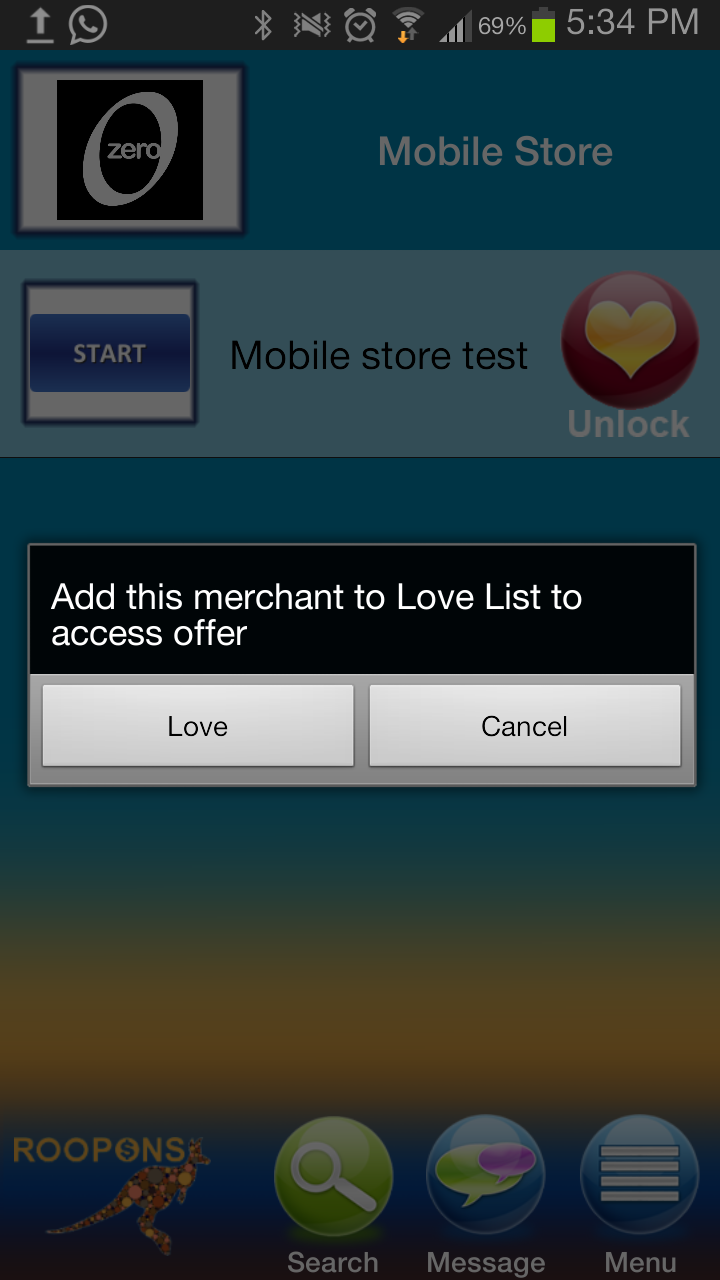 69% 5:34 PM
zero
Mobile Store
START
Mobile store test
Unlock
Add this merchant to Love List to
access offer
Love
Cancel
ROOPONS
Search
Message
Menu